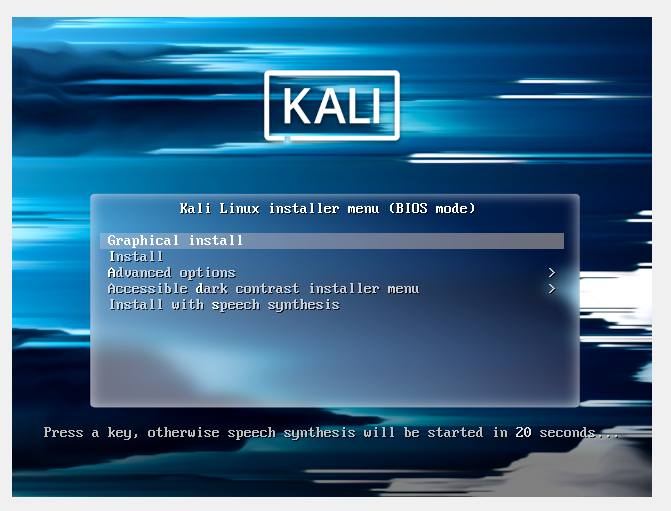 KALI
Kali Linux installer menu (BIOS mode)
Graphical install
Install
Advanced options >
Accessible dark contrast installer menu >
Install with speech synthesis
Press a key, otherwise speech synthesis will be started in 20 seconds...